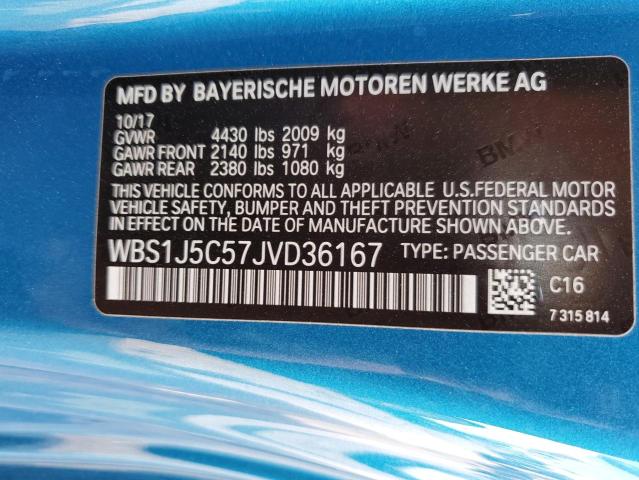 MFD BY BAYERISCHE MOTOREN WERKE AG
10/17
GVWR 4430 lbs 2009 kg
GAWR FRONT 2140 lbs 971 kg
GAWR REAR 2380 lbs 1080 kg
THIS VEHICLE CONFORMS TO ALL APPLICABLE U.S.FEDERAL MOTOR
VEHICLE SAFETY, BUMPER AND THEFT PREVENTION STANDARDS
IN EFFECT ON THE DATE OF MANUFACTURE SHOWN ABOVE.
WBS1J5C57JVD36167 TYPE: PASSENGER CAR
C16
7 315 814